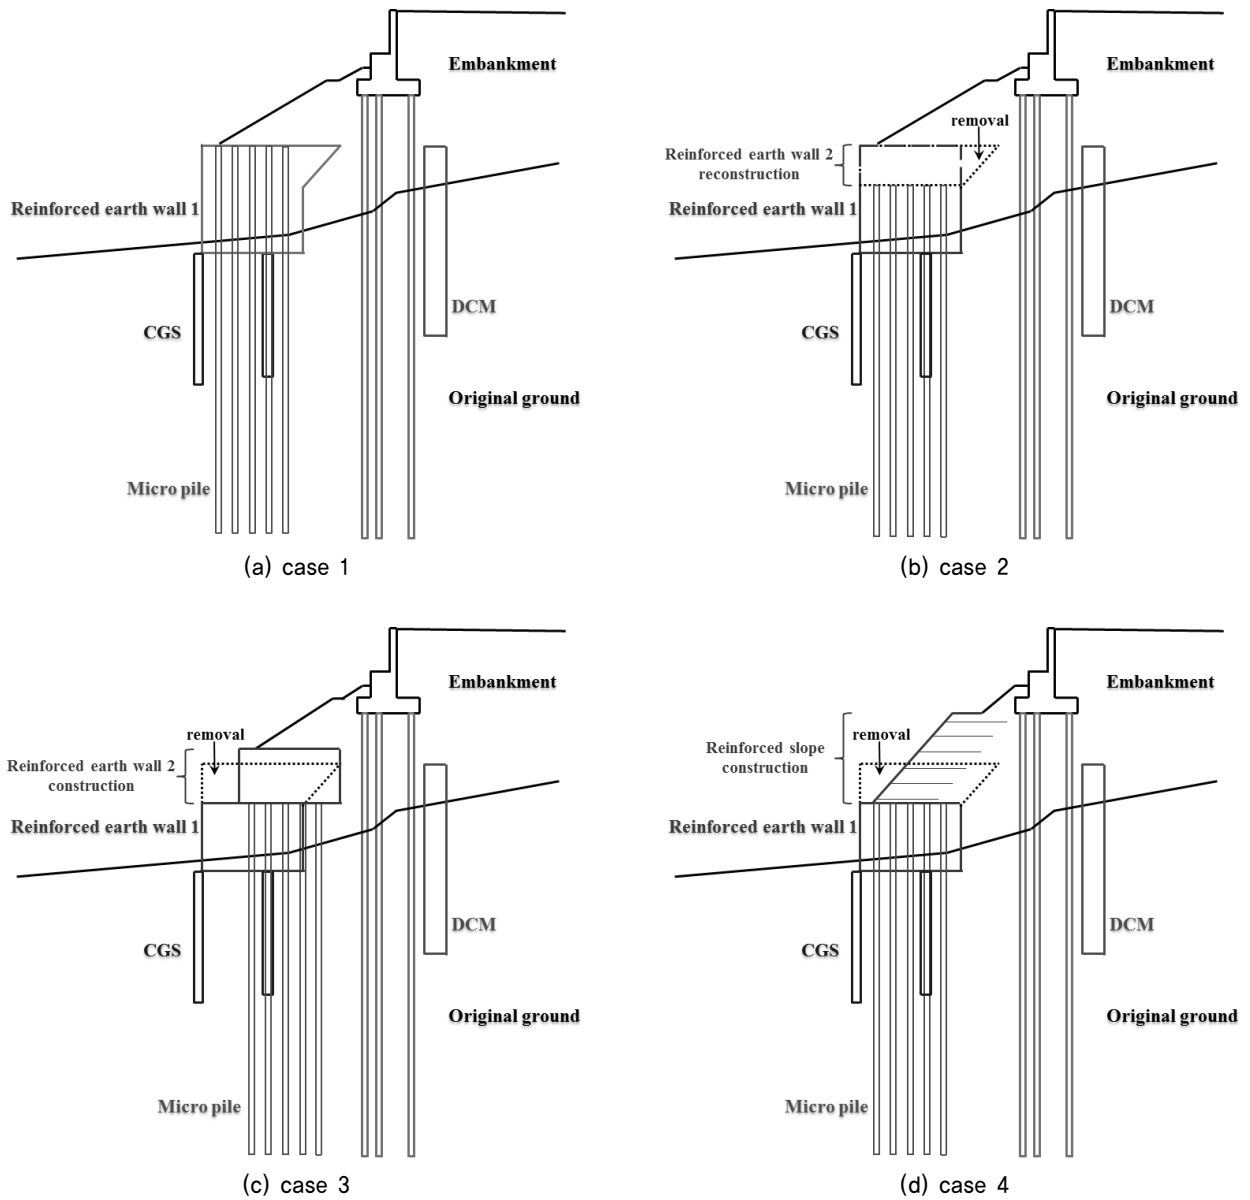 Embankment
Reinforced earth wall 1
CGS
DCM
Original ground
Micro pile
(a) case 1
Embankment
removal
Reinforced earth wall 2
reconstruction
Reinforced earth wall 1
CGS
DCM
Original ground
Micro pile
(b) case 2
Embankment
removal
Reinforced earth wall 2
construction
Reinforced earth wall 1
CGS
DCM
Original ground
Micro pile
(c) case 3
Embankment
removal
Reinforced slope
construction
Reinforced earth wall 1
CGS
DCM
Original ground
Micro pile
(d) case 4